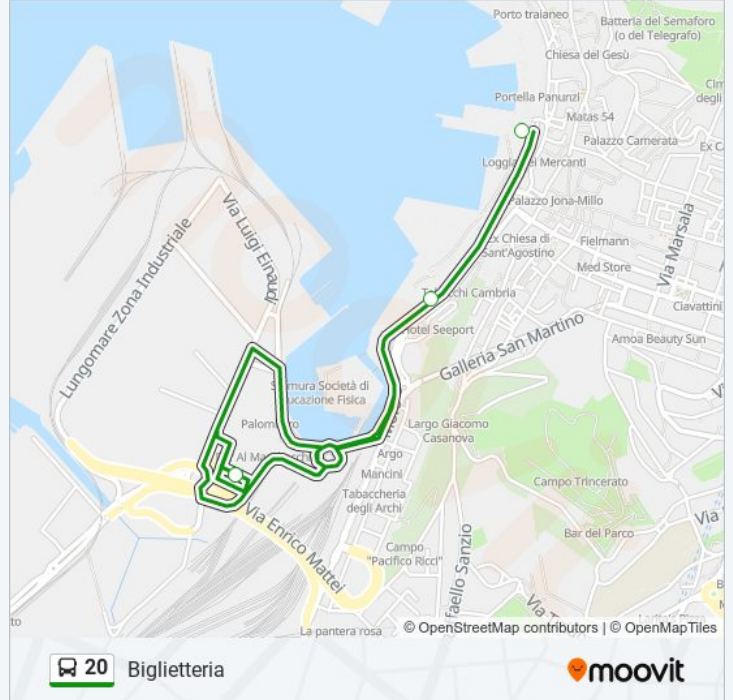 Porto traianeo
Batteria del Semaforo
(o del Telegrafo)
Chiesa del Gesù
Portella Panunzi
Matas 54
Palazzo Camerata
Loggia dei Mercanti
Palazzo Jona-Millo
Ex Chiesa di
Sant'Agostino
Fielmann
Med Store
Via Marsala
Ciavattini
Amoa Beauty Sun
Via Luigi Einaudi
Lungomare Zona Industriale
Cambria
Hotel Seeport
Galleria San Martino
Società di
Educazione Fisica
Largo Giacomo
Casanova
Argo
Mancini
Tabaccheria
degli Archi
Campo Trincerato
Bar del Parco
Via
Via Enrico Mattei
Campo
"Pacifico Ricci"
La pantera rosa
© OpenStreetMap contributors | © OpenMapTiles
20 Biglietteria
moovit